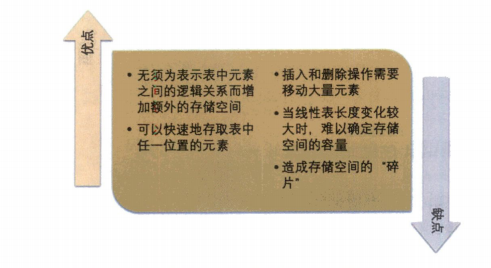 优点
• 无须为表示表中元素
之间的逻辑关系而增
加额外的存储空间
• 可以快速地存取表中
任一位置的元素
• 插入和删除操作需要
移动大量元素
• 当线性表长度变化较
大时，难以确定存储
空间的容量
• 造成存储空间的“碎
片”
缺点